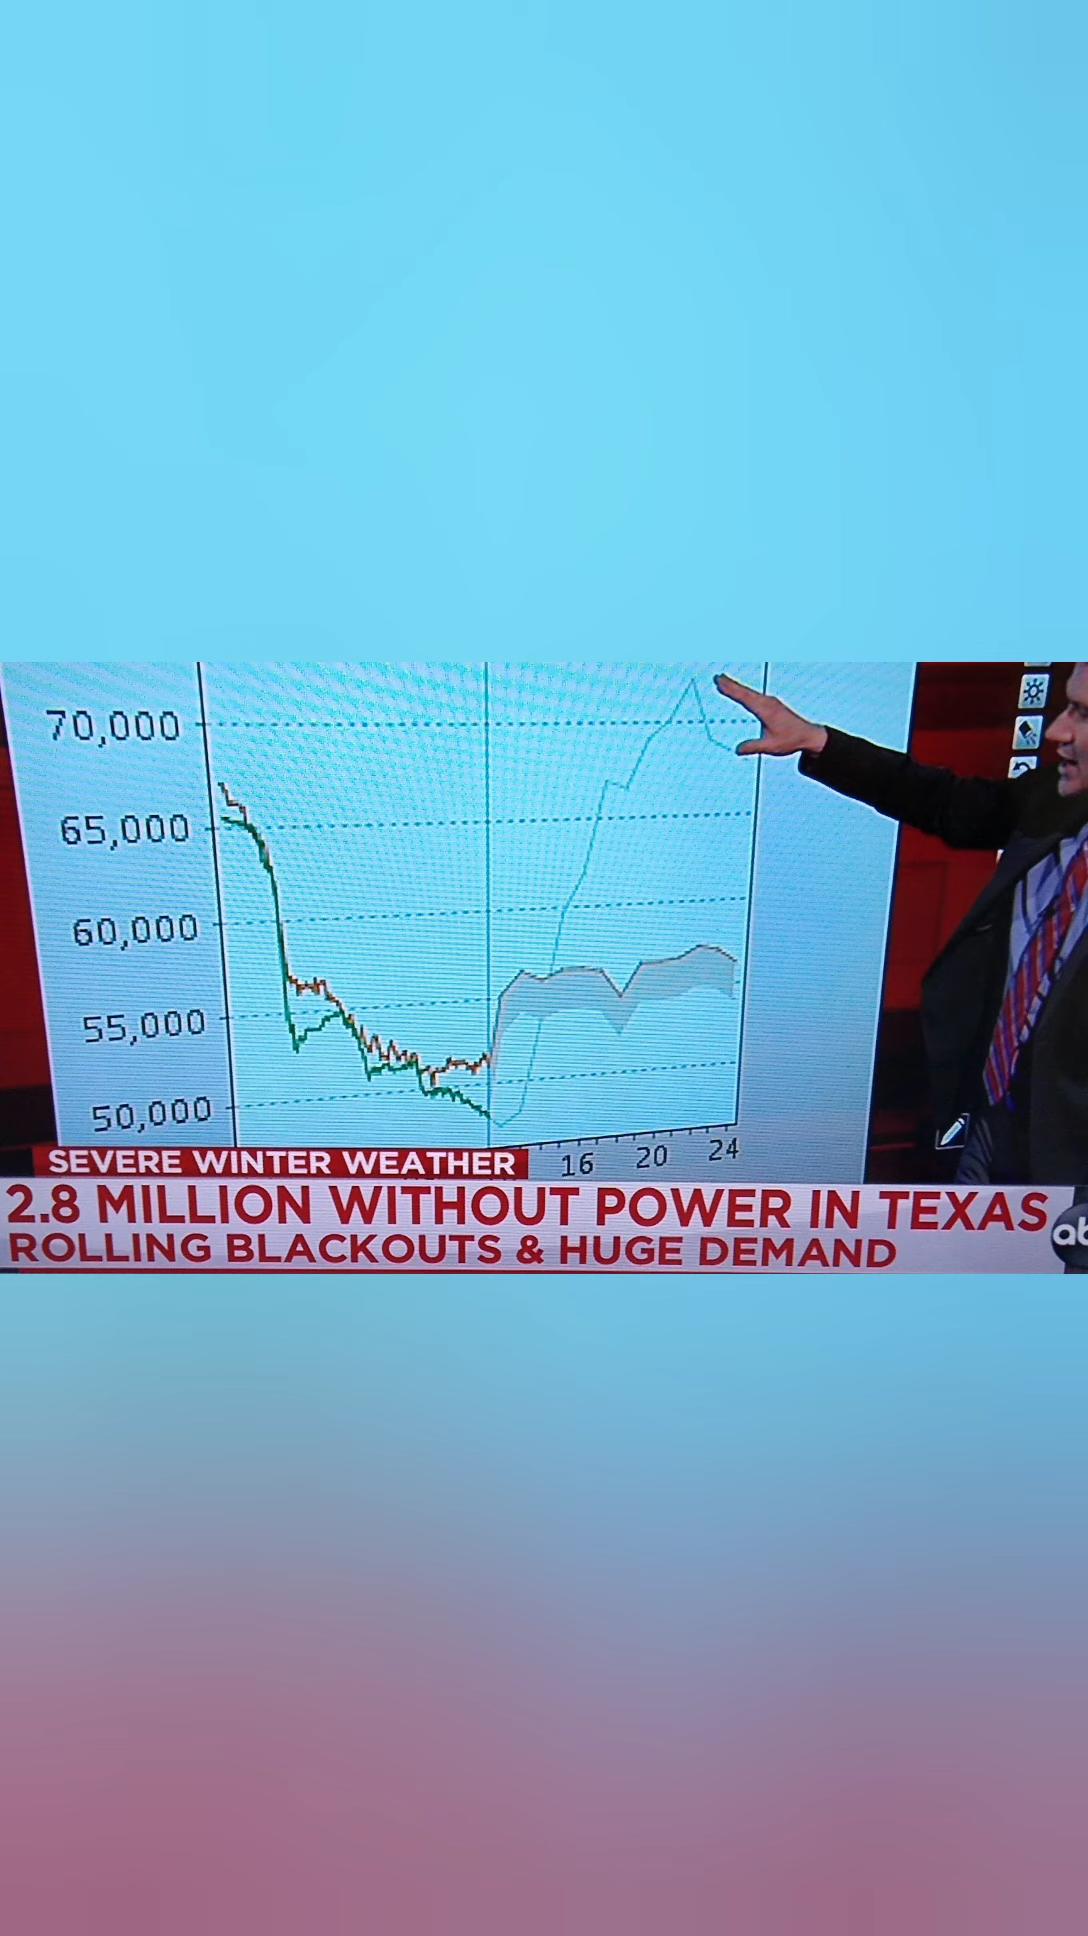 70,000
65,000
60,000
55,000
50,000
16 20 24
SEVERE WINTER WEATHER
2.8 MILLION WITHOUT POWER IN TEXAS
ROLLING BLACKOUTS & HUGE DEMAND